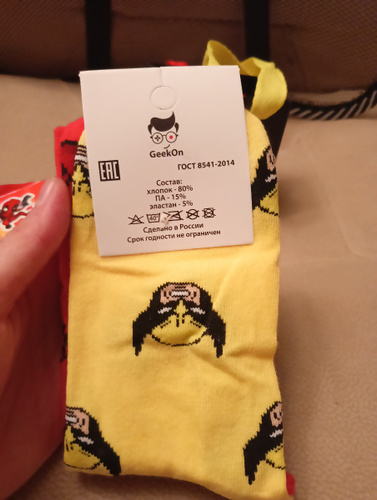 GeekOn
EAC
ГОСТ 8541-2014
Состав:
хлопок - 80%
ПА - 15%
эластан - 5%
Сделано в России
Срок годности не ограничен